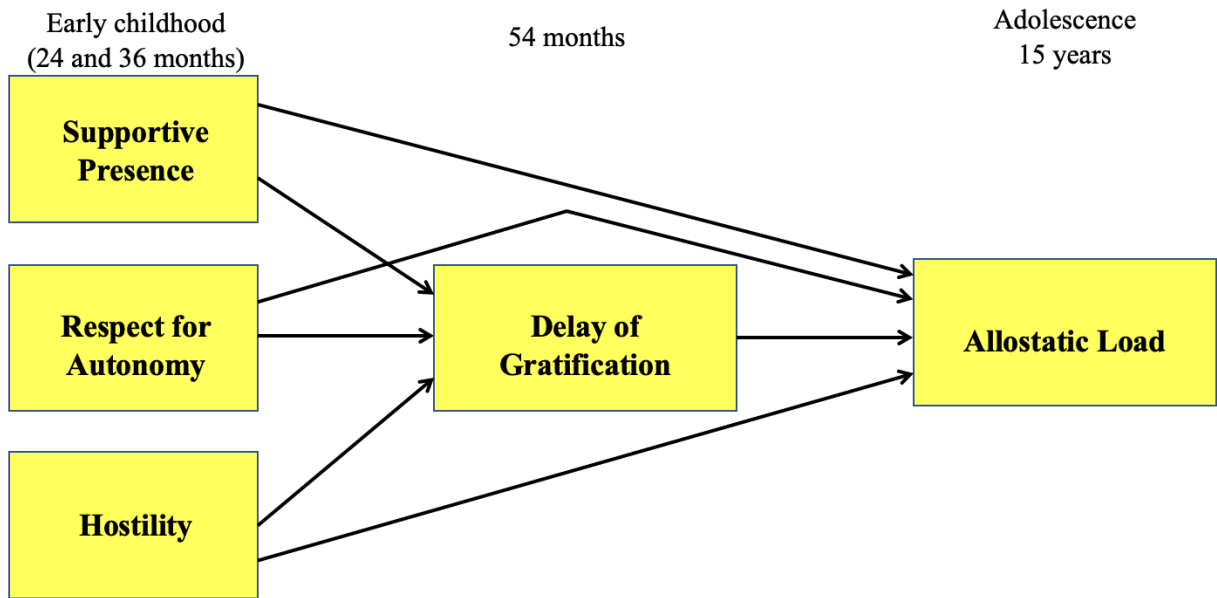 Early childhood
(24 and 36 months)
54 months
Adolescence
15 years
Supportive
Presence
Respect for
Autonomy
Delay of
Gratification
Allostatic Load
Hostility